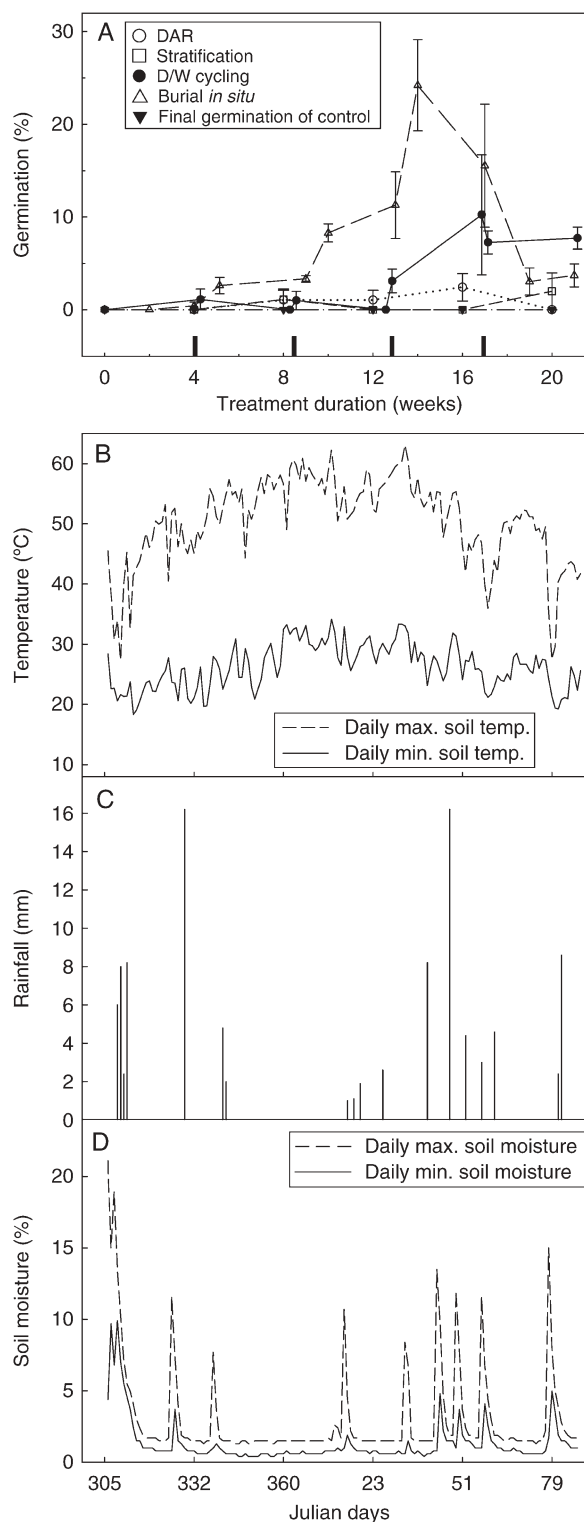 A
DAR
Stratification
D/W cycling
Burial in situ
Final germination of control
Germination (%)
30
20
10
0
0 4 8 12 16 20
Treatment duration (weeks)
B
Temperature (°C)
60
50
40
30
20
10
Daily max. soil temp.
Daily min. soil temp.
C
Rainfall (mm)
16
14
12
10
8
6
4
2
0
D
Daily max. soil moisture
Daily min. soil moisture
Soil moisture (%)
20
15
10
5
0
305 332 360 23 51 79
Julian days